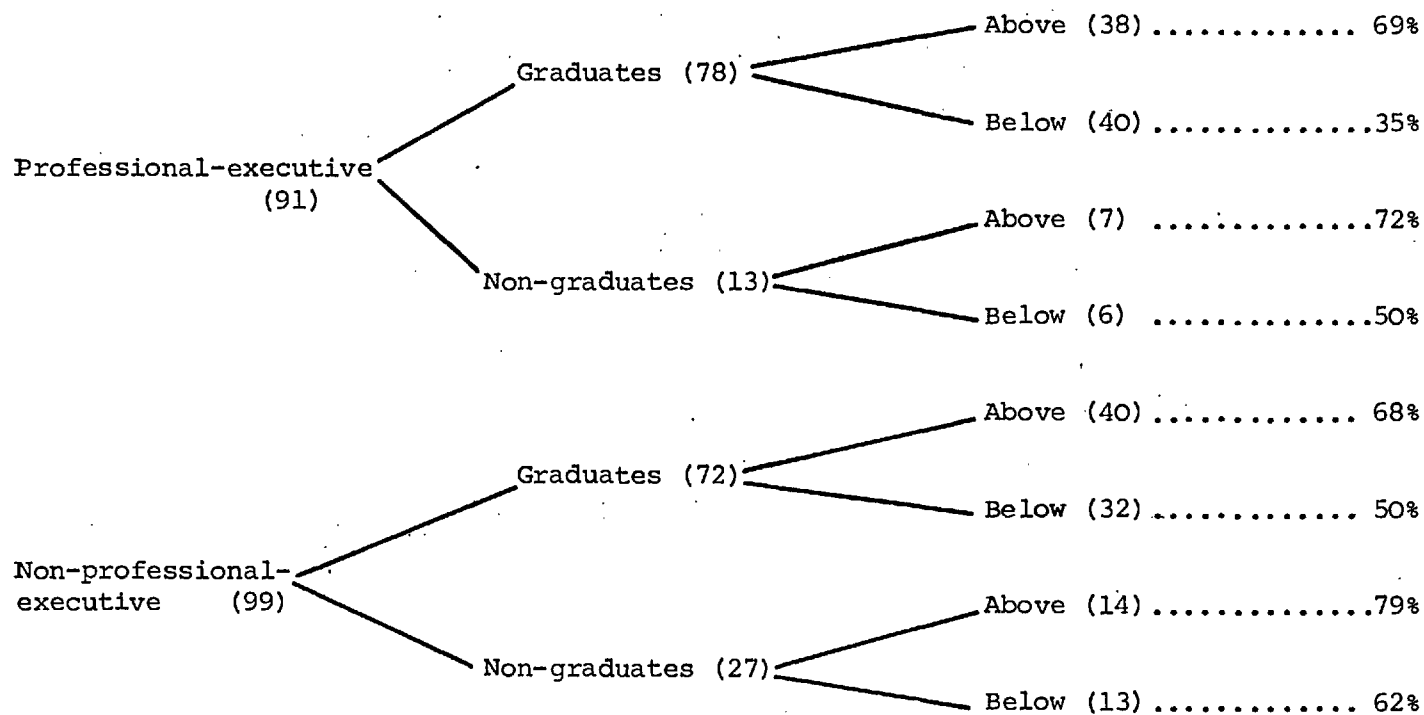 Above (38) ............. 69%
Graduates (78)
Below (40) .............35%
Professional-executive
(91)
Above (7) ..............72%
Non-graduates (13)
Below (6) ..............50%
Above (40) ............. 68%
Graduates (72)
Below (32) ............. 50%
Non-professional-
executive (99)
Above (14) .............79%
Non-graduates (27)
Below (13) ............. 62%